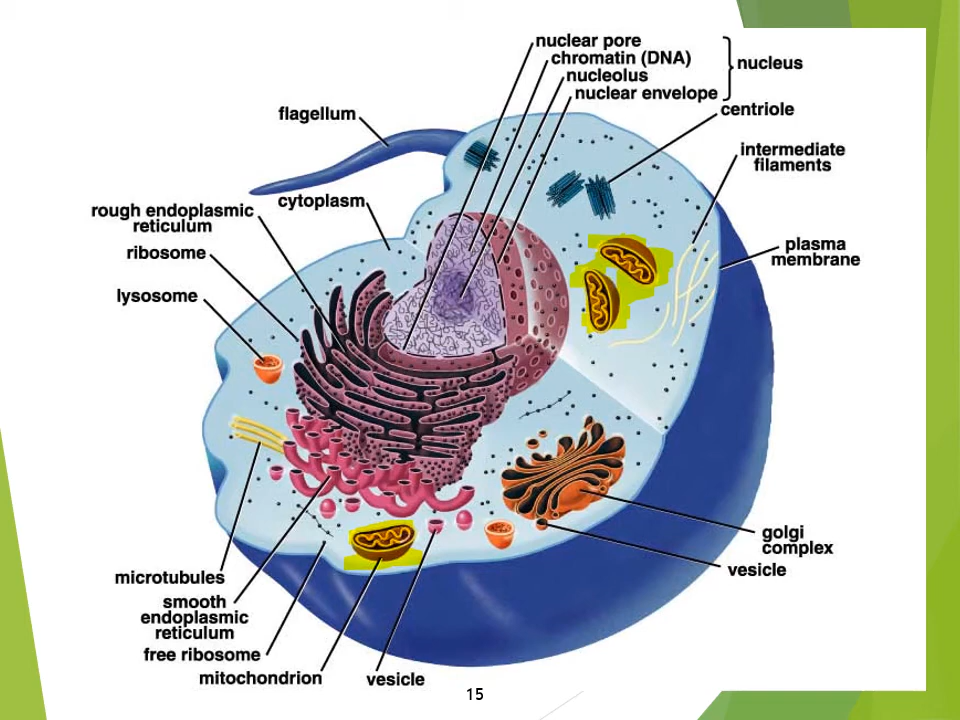 nuclear pore
chromatin (DNA)
nucleolus
nuclear envelope
nucleus
centriole
flagellum
intermediate
filaments
cytoplasm
rough endoplasmic
reticulum
ribosome
plasma
membrane
lysosome
golgi
complex
vesicle
microtubules
smooth
endoplasmic
reticulum
free ribosome
mitochondrion
vesicle
15